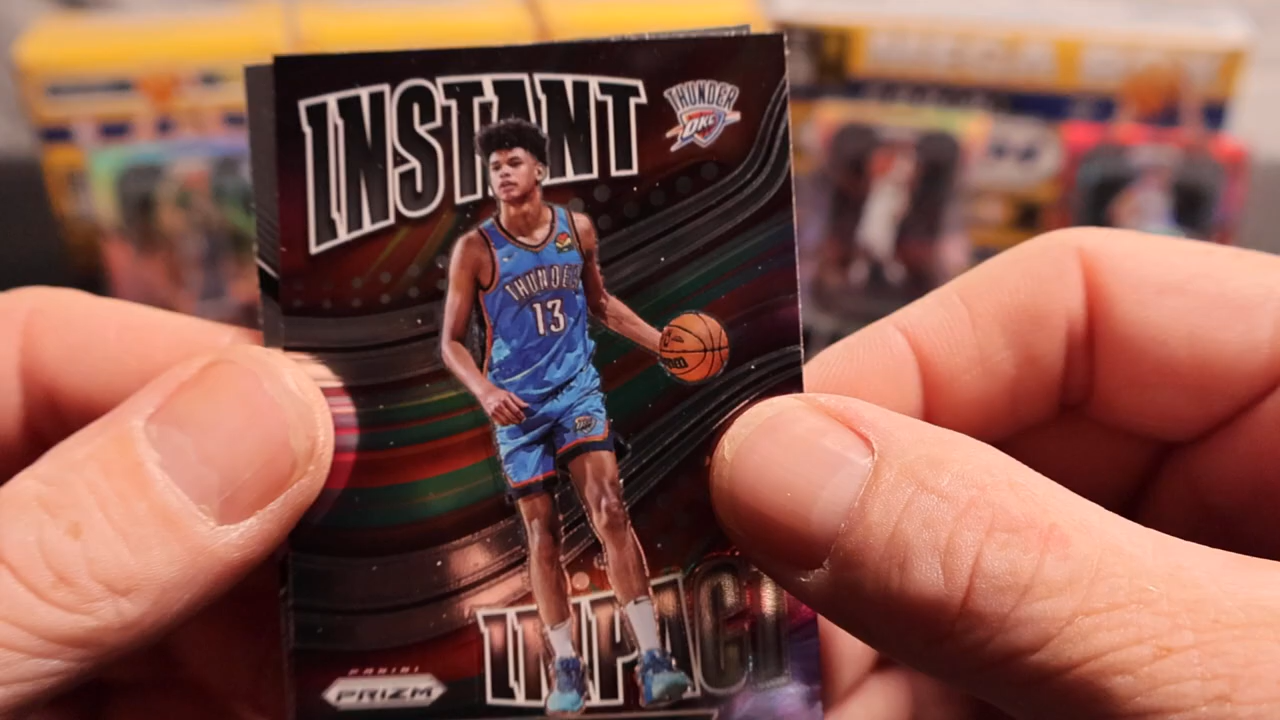 INSTANT
THUNDER
OKC
THUNDER
13
IMPACT
PANINI
PRIZM